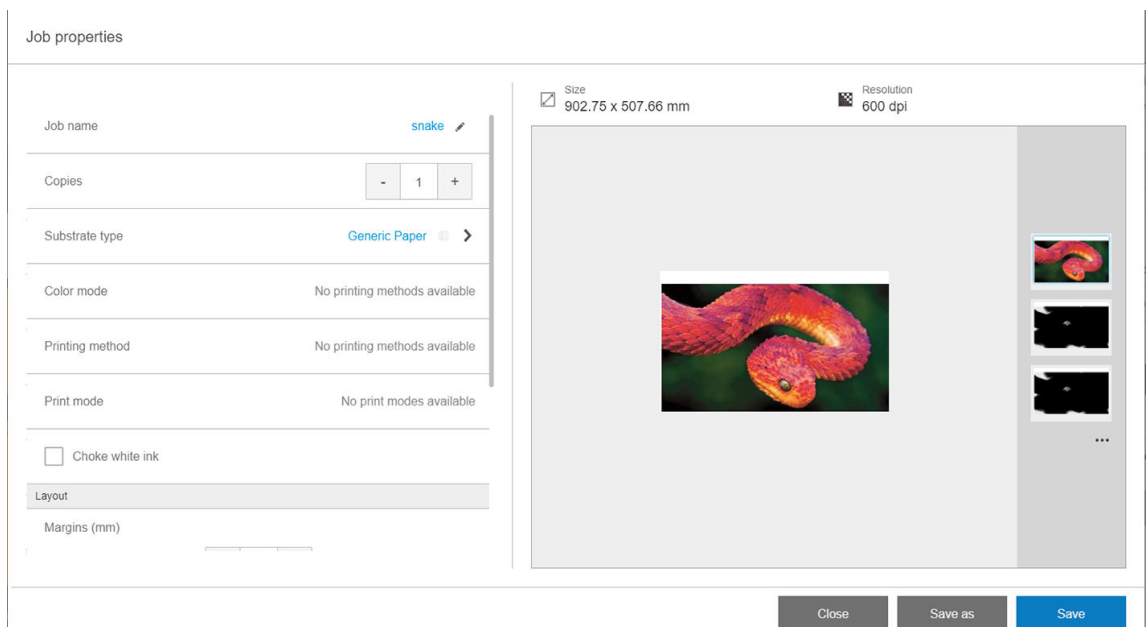 Job properties
Size
902.75 x 507.66 mm
Resolution
600 dpi
Job name
snake
Copies
- 1 +
Substrate type
Generic Paper
Color mode
No printing methods available
Printing method
No printing methods available
Print mode
No print modes available
Choke white ink
Layout
Margins (mm)
Close
Save as
Save